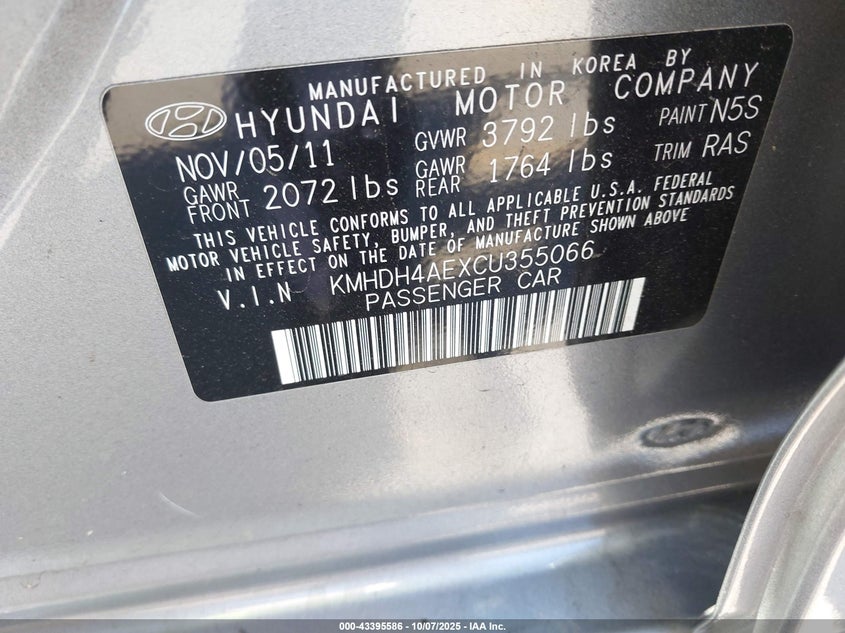 MANUFACTURED IN KOREA BY
HYUNDAI MOTOR COMPANY
NOV/05/11 GVWR 3792 lbs PAINT N5S
GAWR FRONT 2072 lbs GAWR REAR 1764 lbs TRIM RAS
THIS VEHICLE CONFORMS TO ALL APPLICABLE U.S.A. FEDERAL
MOTOR VEHICLE SAFETY, BUMPER, AND THEFT PREVENTION STANDARDS
IN EFFECT ON THE DATE OF MANUFACTURE SHOWN ABOVE
V.I.N KMHDH4AEXCU355066
PASSENGER CAR
000-43395586 - 10/07/2025 - IAA Inc.